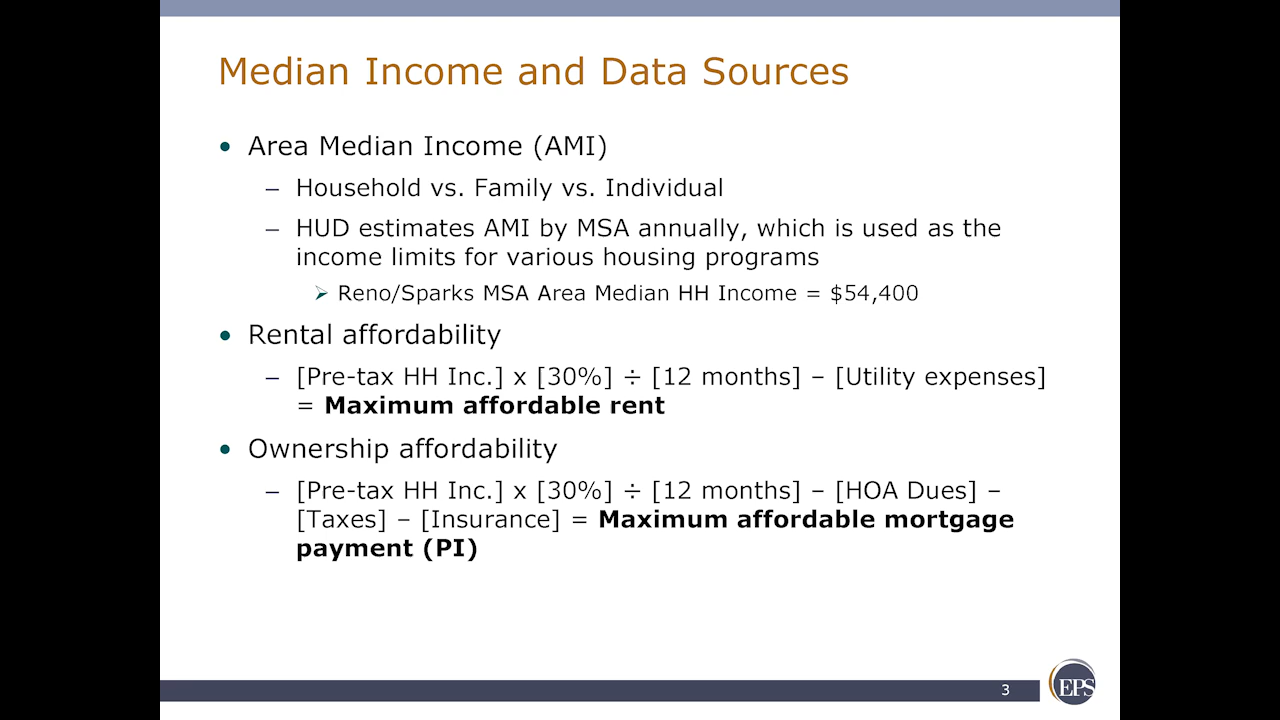 Median Income and Data Sources
• Area Median Income (AMI)
– Household vs. Family vs. Individual
– HUD estimates AMI by MSA annually, which is used as the
income limits for various housing programs
➢ Reno/Sparks MSA Area Median HH Income = $54,400
• Rental affordability
– [Pre-tax HH Inc.] x [30%] ÷ [12 months] – [Utility expenses]
= Maximum affordable rent
• Ownership affordability
– [Pre-tax HH Inc.] x [30%] ÷ [12 months] – [HOA Dues] –
[Taxes] – [Insurance] = Maximum affordable mortgage
payment (PI)
3
EPS